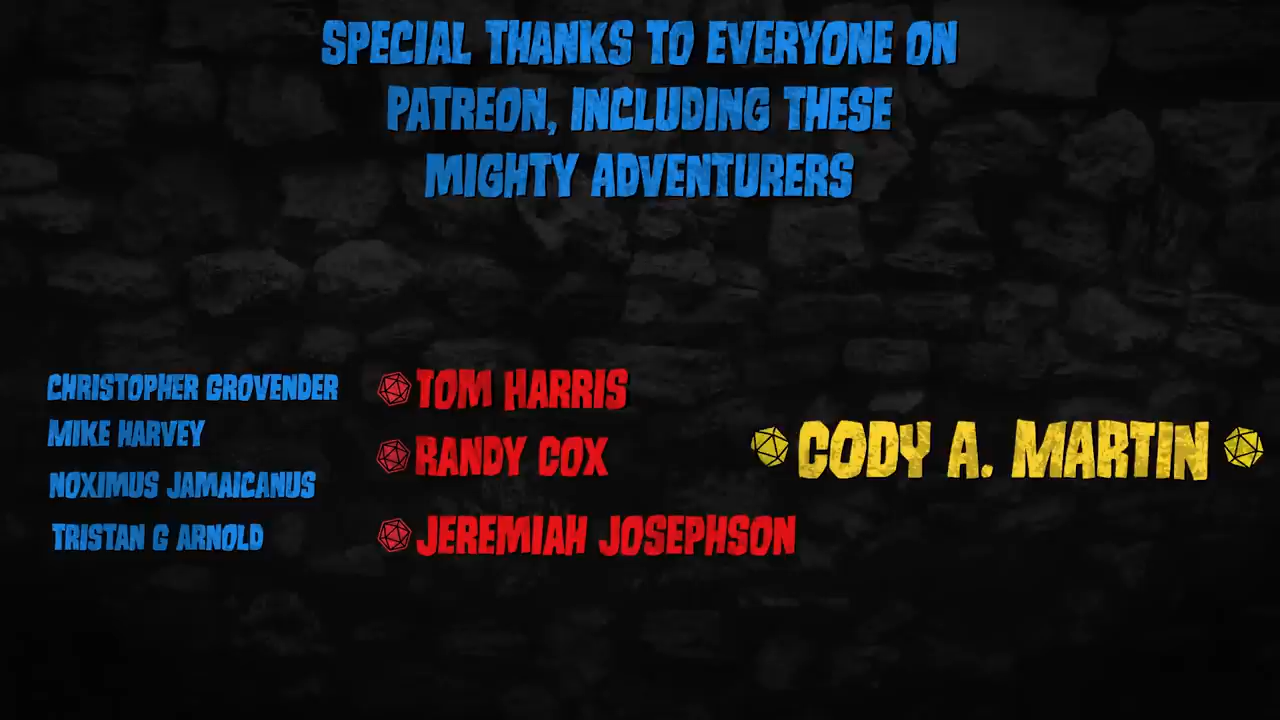 SPECIAL THANKS TO EVERYONE ON
PATREON, INCLUDING THESE
MIGHTY ADVENTURERS
CHRISTOPHER GROVENDER
MIKE HARVEY
NOXIMUS JAMAICANUS
TRISTAN G ARNOLD
TOM HARRIS
RANDY COX
JEREMIAH JOSEPHSON
CODY A. MARTIN